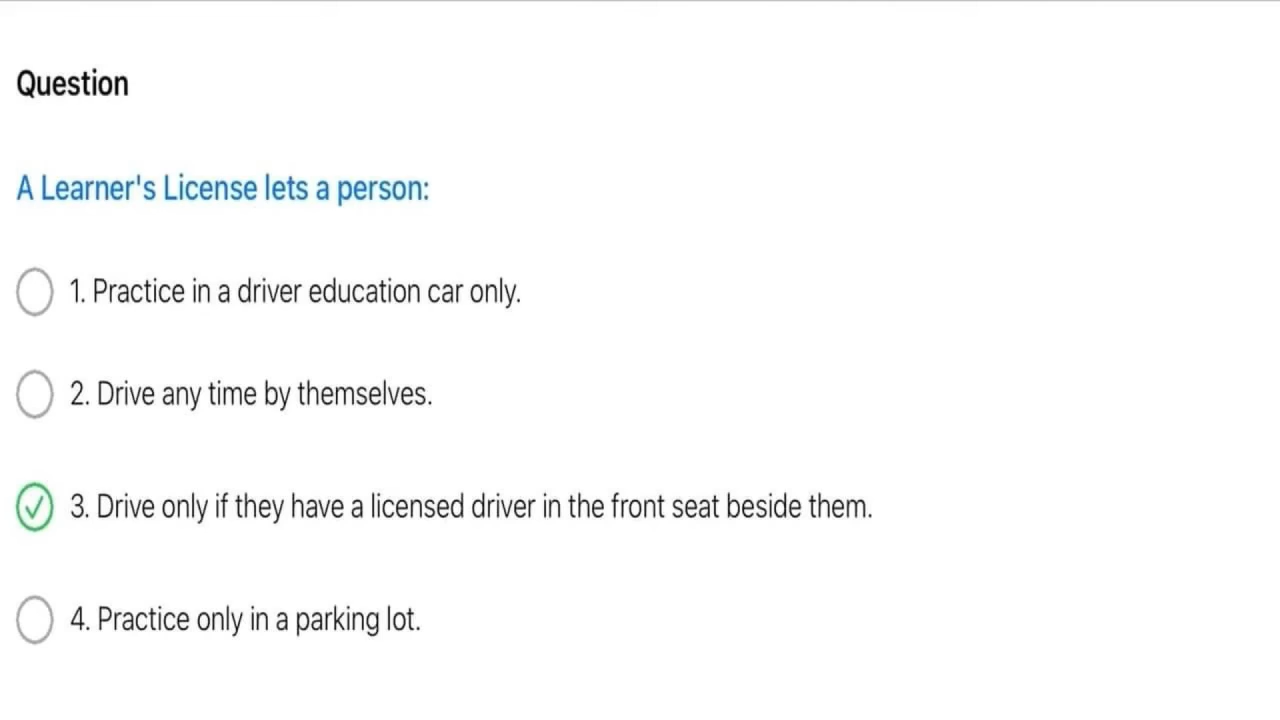 Question
A Learner's License lets a person:
1. Practice in a driver education car only.
2. Drive any time by themselves.
3. Drive only if they have a licensed driver in the front seat beside them.
4. Practice only in a parking lot.